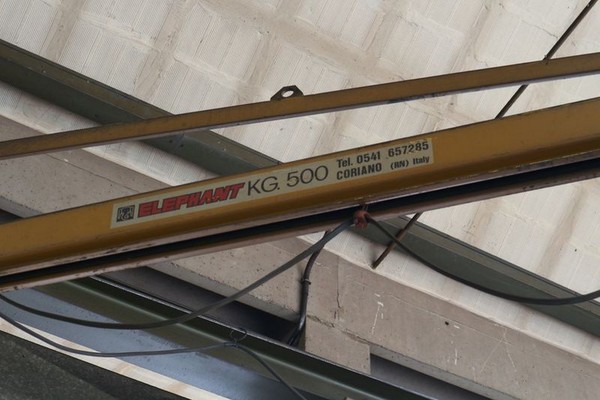 ELEPHANT KG. 500
Tel. 0541 657285
CORIANO (RN) Italy